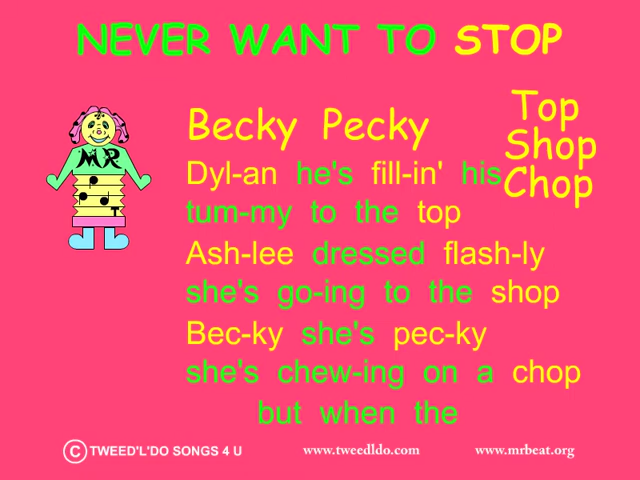 NEVER WANT TO STOP
Becky Pecky
Top
Shop
Chop
Dyl-an he's fill-in' his
tum-my to the top
Ash-lee dressed flash-ly
she's go-ing to the shop
Bec-ky she's pec-ky
she's chew-ing on a chop
but when the
MR
T
© TWEED'L'DO SONGS 4 U
www.tweedldo.com
www.mrbeat.org